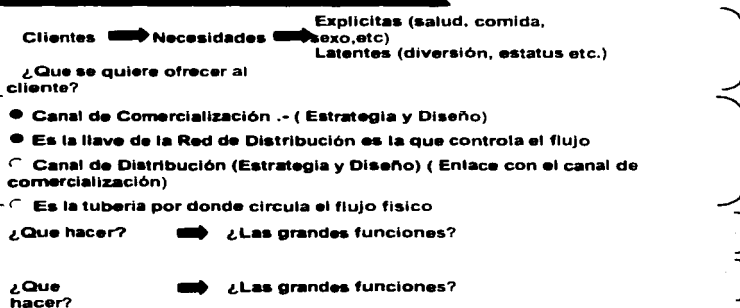 Explicitas (salud. comida,
Clientes Necesidades sexo,etc)
Latentes (diversión, estatus etc.)
¿Que se quiere ofrecer al
cliente?
Canal de Comercialización .- ( Estrategia y Diseño)
Es la llave de la Red de Distribución es la que controla el flujo
Canal de Distribución (Estrategia y Diseño) ( Enlace con el canal de
comercialización)
Es la tuberia por donde circula el flujo fisico
¿Que hacer? ¿Las grandes funciones?
¿Que ¿Las grandes funciones?
hacer?